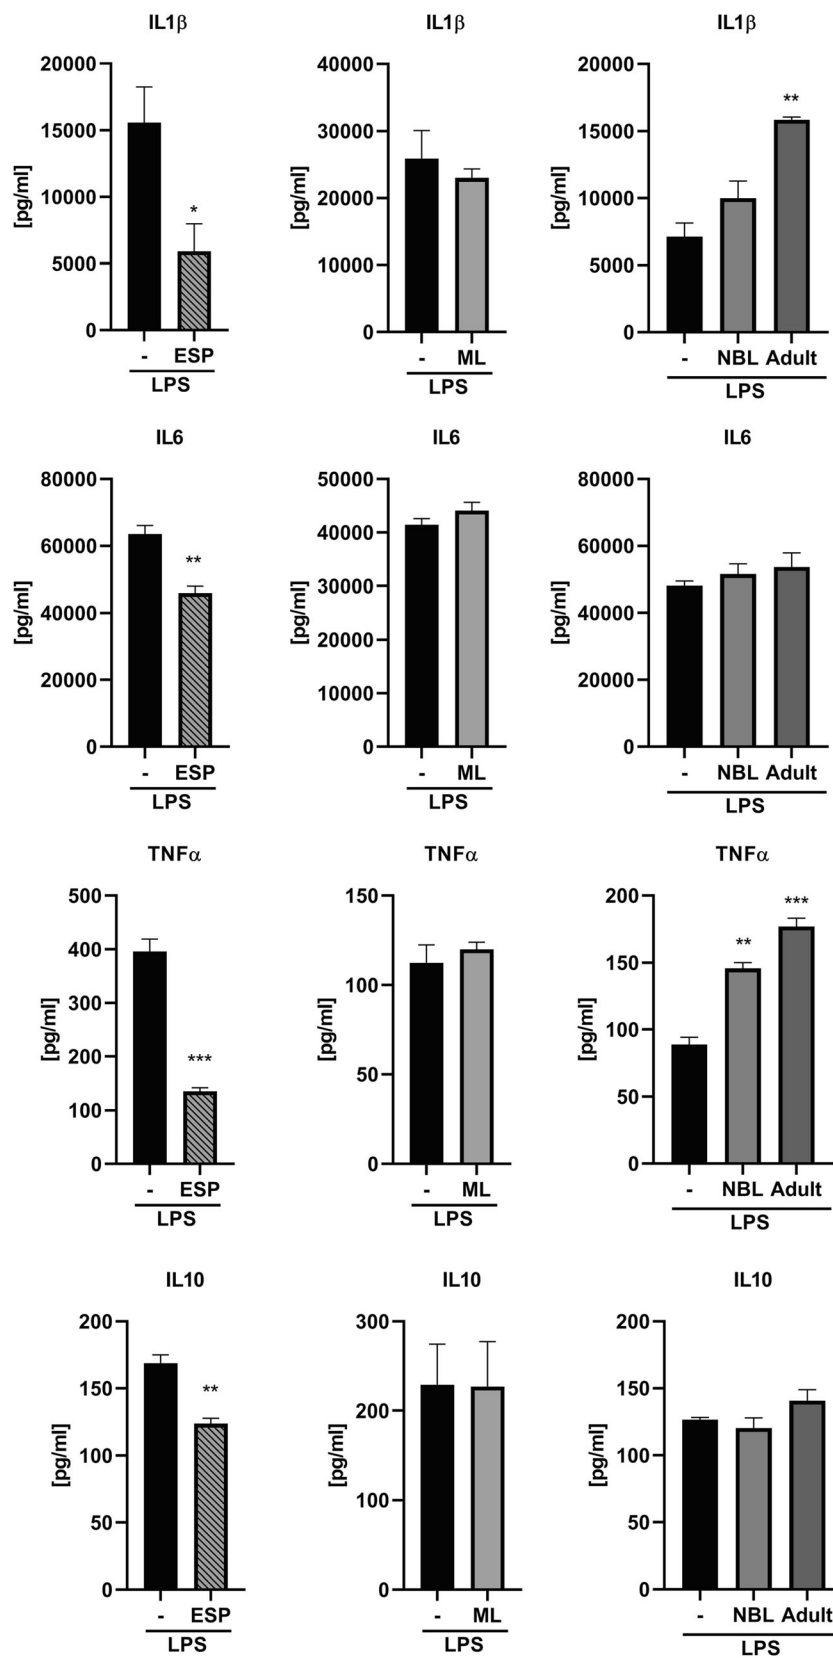 IL1β
IL1β
IL1β
20000
15000
10000
5000
0
[pg/ml]
*
- ESP
LPS
40000
30000
20000
10000
0
[pg/ml]
- ML
LPS
20000
15000
10000
5000
0
[pg/ml]
**
- NBL Adult
LPS
IL6
IL6
IL6
80000
60000
40000
20000
0
[pg/ml]
**
- ESP
LPS
50000
40000
30000
20000
10000
0
[pg/ml]
- ML
LPS
80000
60000
40000
20000
0
[pg/ml]
- NBL Adult
LPS
TNFα
TNFα
TNFα
500
400
300
200
100
0
[pg/ml]
***
- ESP
LPS
150
100
50
0
[pg/ml]
- ML
LPS
200
150
100
50
0
[pg/ml]
**
***
- NBL Adult
LPS
IL10
IL10
IL10
200
150
100
50
0
[pg/ml]
**
- ESP
LPS
300
200
100
0
[pg/ml]
- ML
LPS
200
150
100
50
0
[pg/ml]
- NBL Adult
LPS